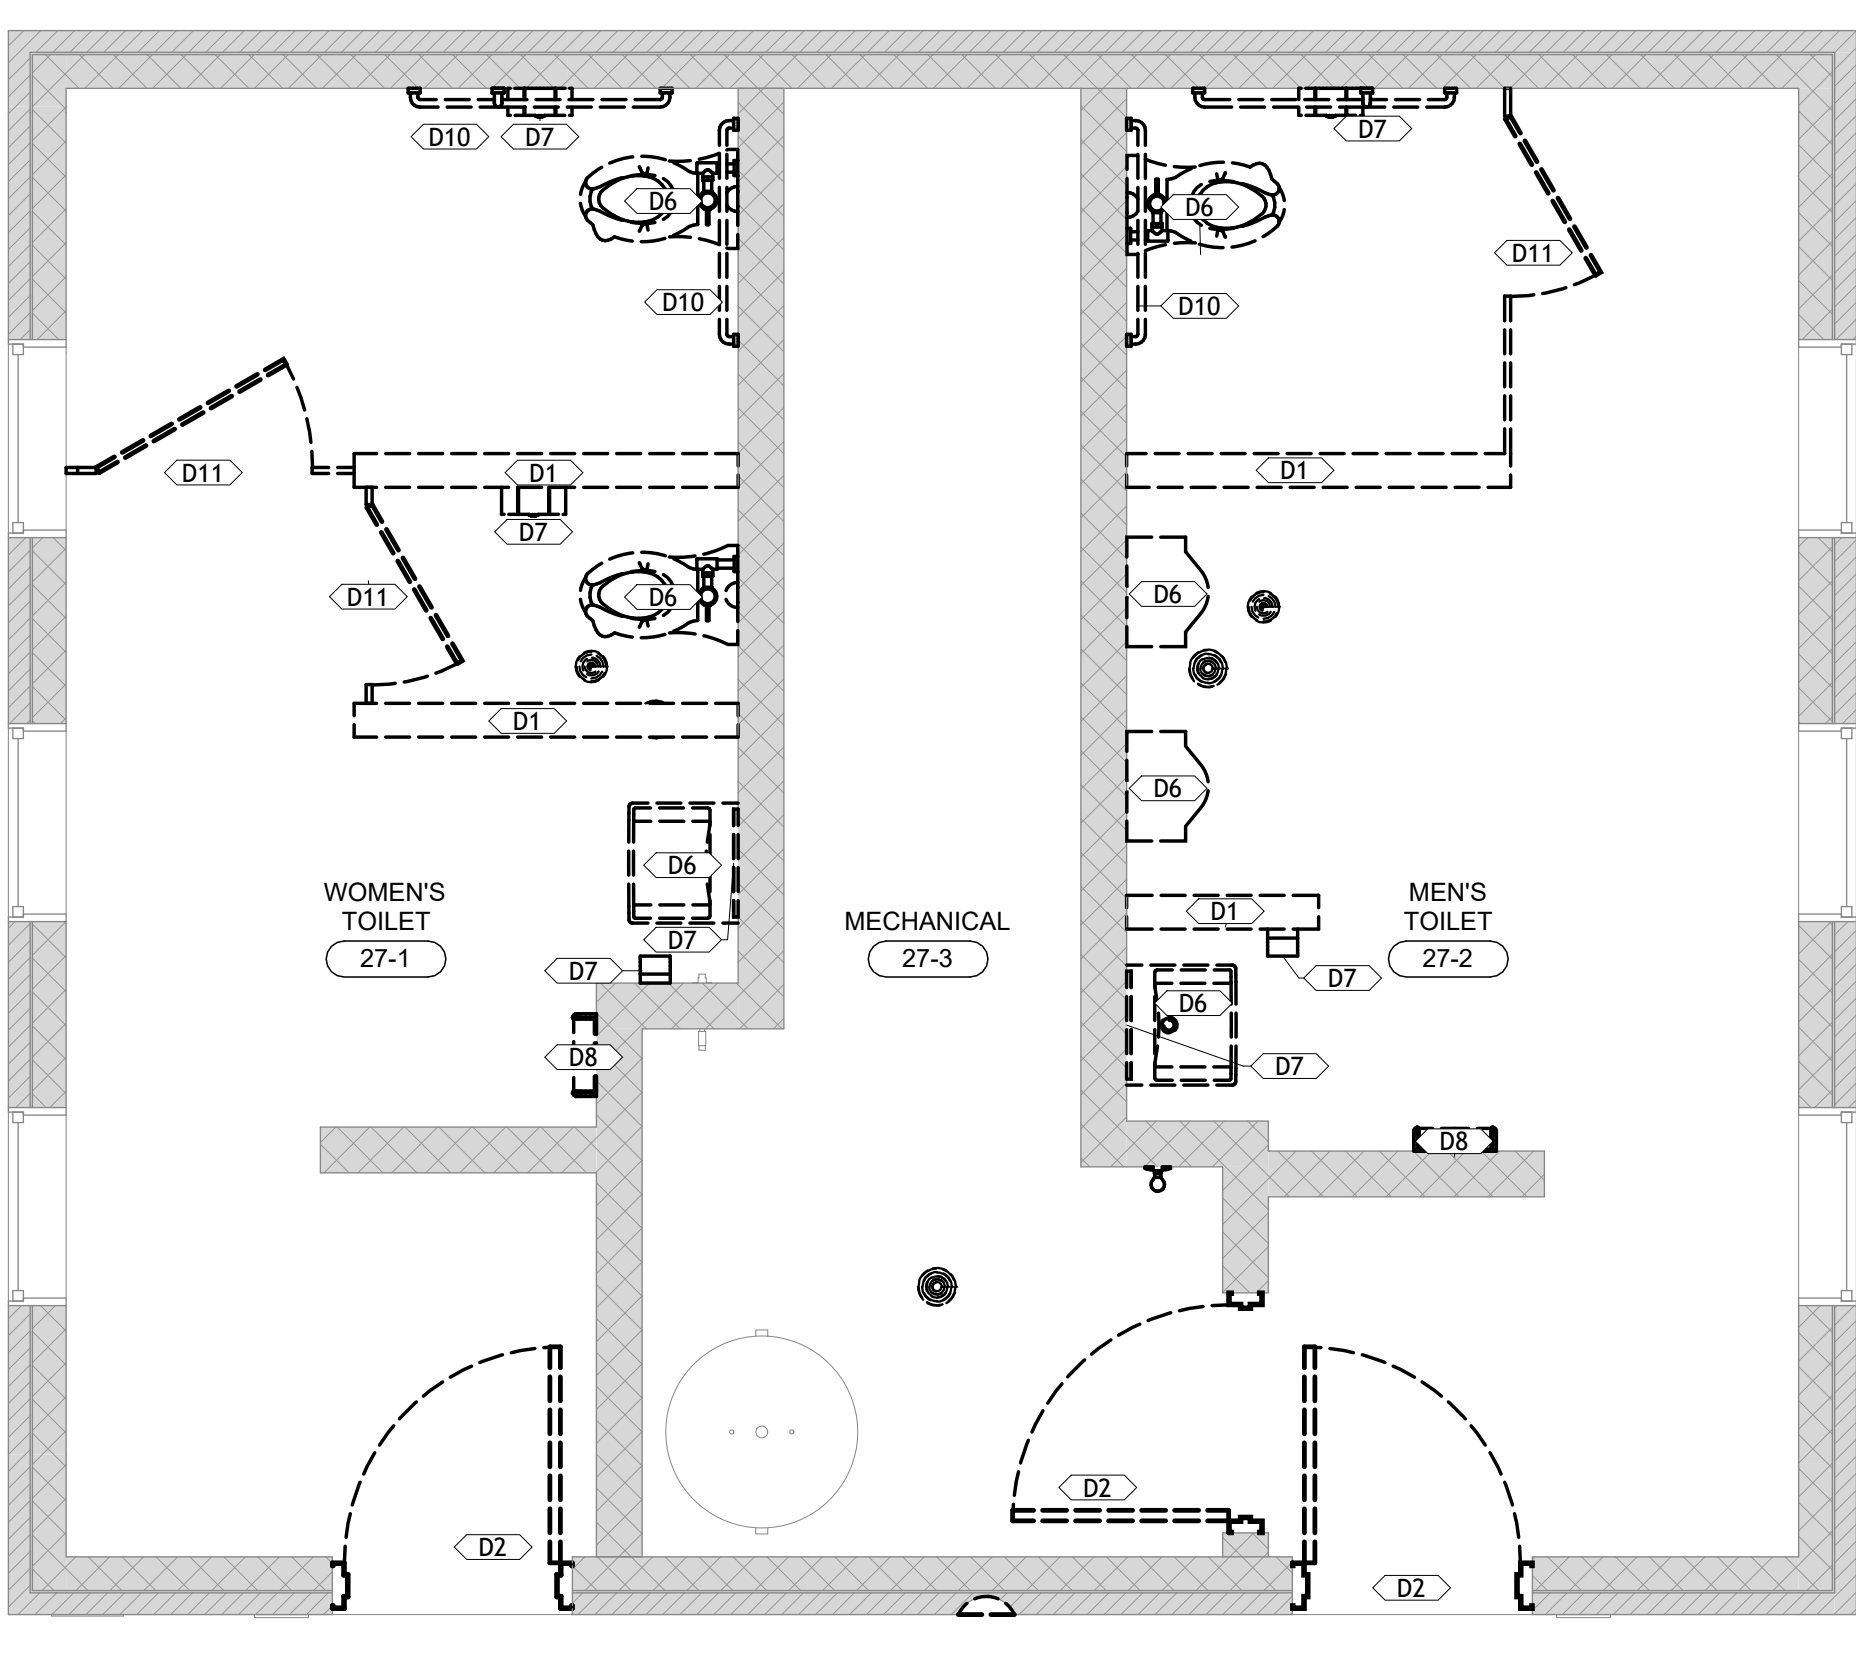 D10
D7
D7
D6
D6
D11
D10
D10
D11
D1
D1
D7
D11
D6
D6
D1
D6
D6
WOMEN'S
TOILET
27-1
D7
D7
D8
MECHANICAL
27-3
MEN'S
TOILET
27-2
D1
D7
D6
D7
D8
D2
D2
D2